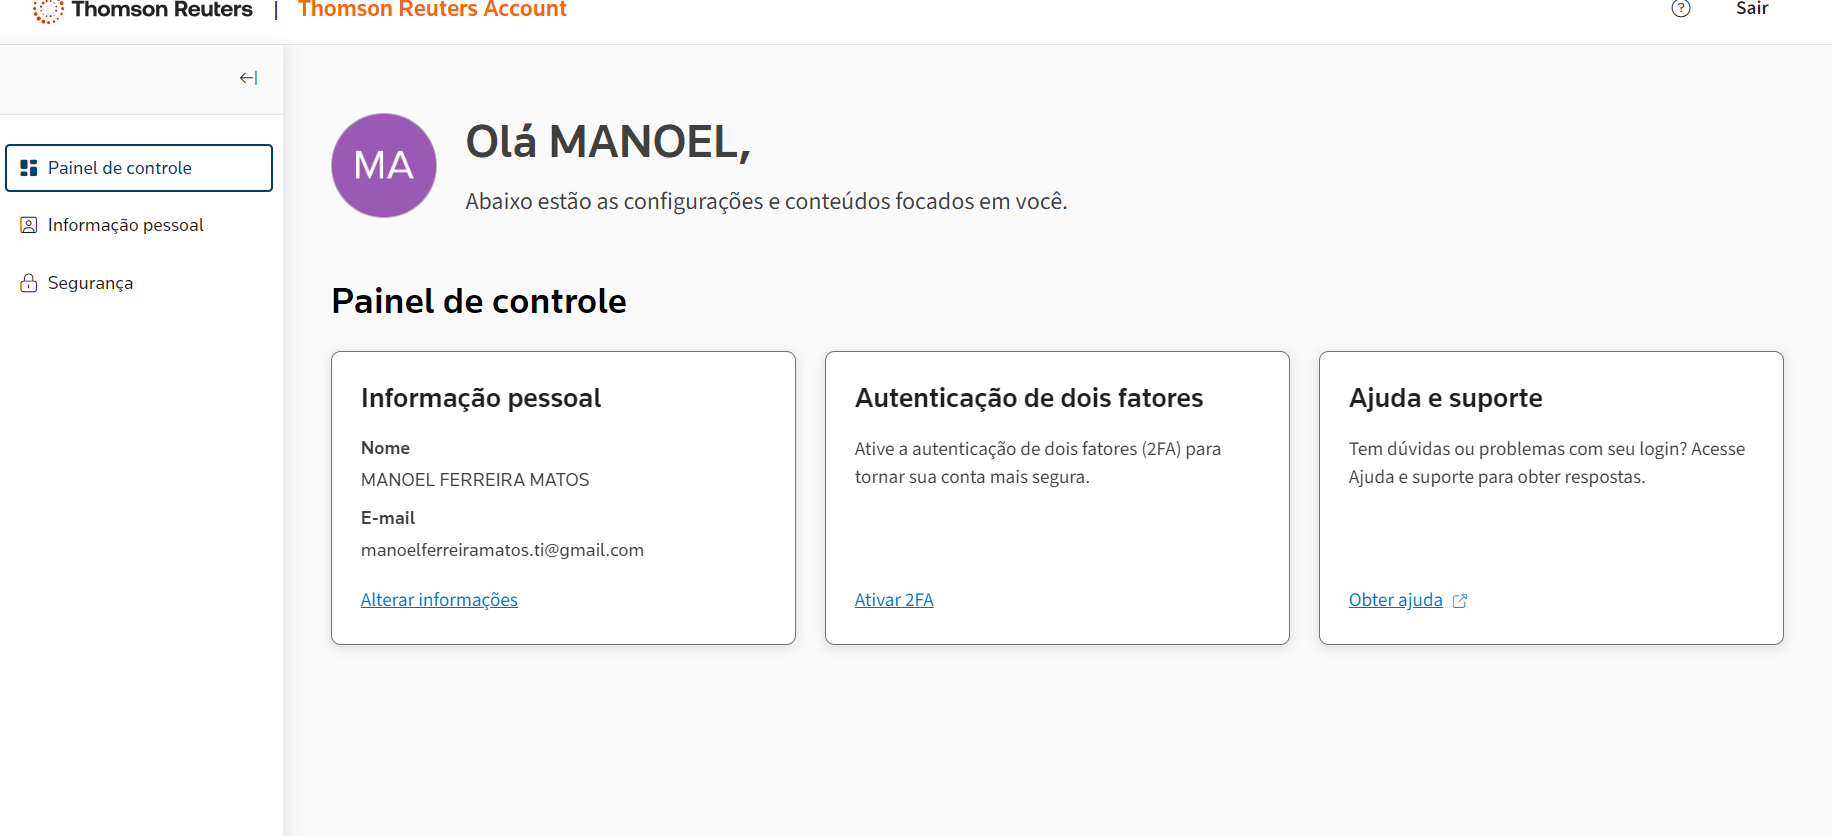 Thomson Reuters | Thomson Reuters Account
? Sair
Painel de controle
Informação pessoal
Segurança
MA
Olá MANOEL,
Abaixo estão as configurações e conteúdos focados em você.
Painel de controle
Informação pessoal
Nome
MANOEL FERREIRA MATOS
E-mail
manoelferreiramatos.ti@gmail.com
Alterar informações
Autenticação de dois fatores
Ative a autenticação de dois fatores (2FA) para
tornar sua conta mais segura.
Ativar 2FA
Ajuda e suporte
Tem dúvidas ou problemas com seu login? Acesse
Ajuda e suporte para obter respostas.
Obter ajuda